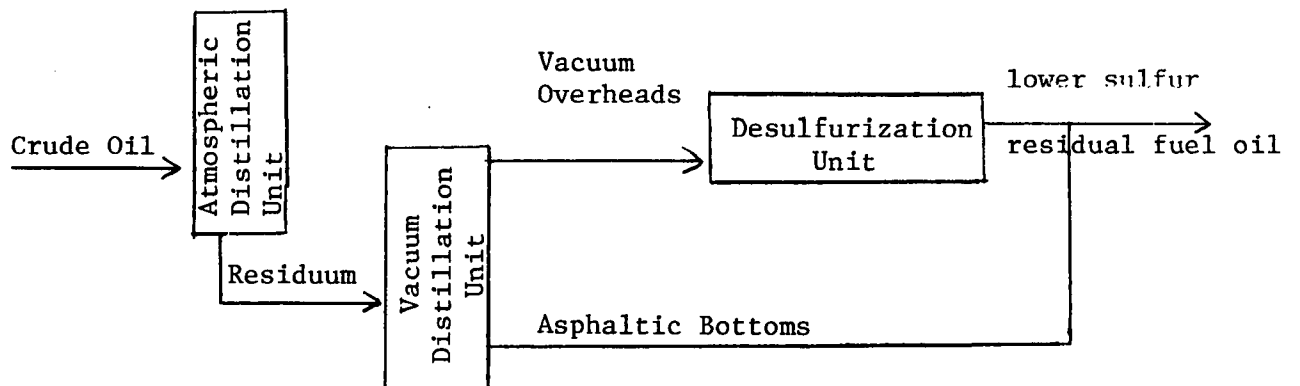 Crude Oil
Atmospheric
Distillation
Unit
Residuum
Vacuum
Distillation
Unit
Vacuum
Overheads
Asphaltic Bottoms
Desulfurization
Unit
lower sulfur
residual fuel oil